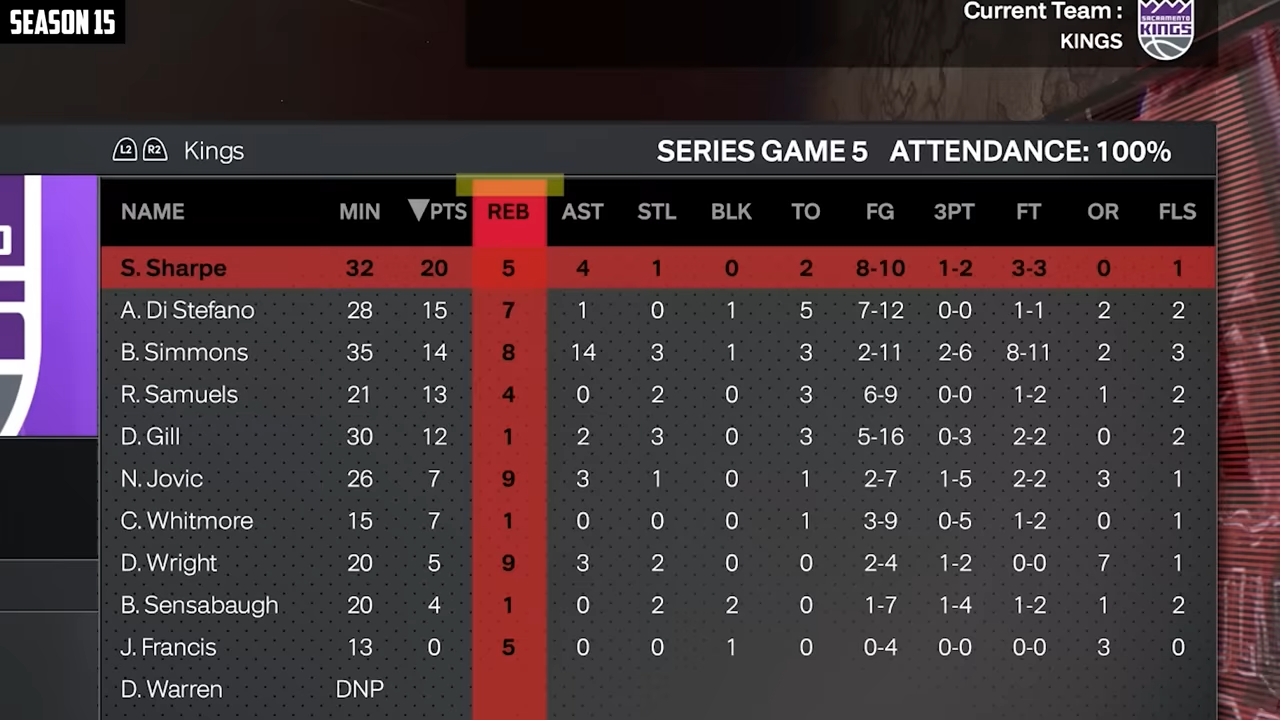 SEASON 15
Current Team :
KINGS
SACRAMENTO
KINGS
L2 R2 Kings SERIES GAME 5 ATTENDANCE: 100%
NAME MIN ▼PTS REB AST STL BLK TO FG 3PT FT OR FLS
S. Sharpe 32 20 5 4 1 0 2 8-10 1-2 3-3 0 1
A. Di Stefano 28 15 7 1 0 1 5 7-12 0-0 1-1 2 2
B. Simmons 35 14 8 14 3 1 3 2-11 2-6 8-11 2 3
R. Samuels 21 13 4 0 2 0 3 6-9 0-0 1-2 1 2
D. Gill 30 12 1 2 3 0 3 5-16 0-3 2-2 0 2
N. Jovic 26 7 9 3 1 0 1 2-7 1-5 2-2 3 1
C. Whitmore 15 7 1 0 0 0 1 3-9 0-5 1-2 0 1
D. Wright 20 5 9 3 2 0 0 2-4 1-2 0-0 7 1
B. Sensabaugh 20 4 1 0 2 2 0 1-7 1-4 1-2 1 2
J. Francis 13 0 5 0 0 1 0 0-4 0-0 0-0 3 0
D. Warren DNP